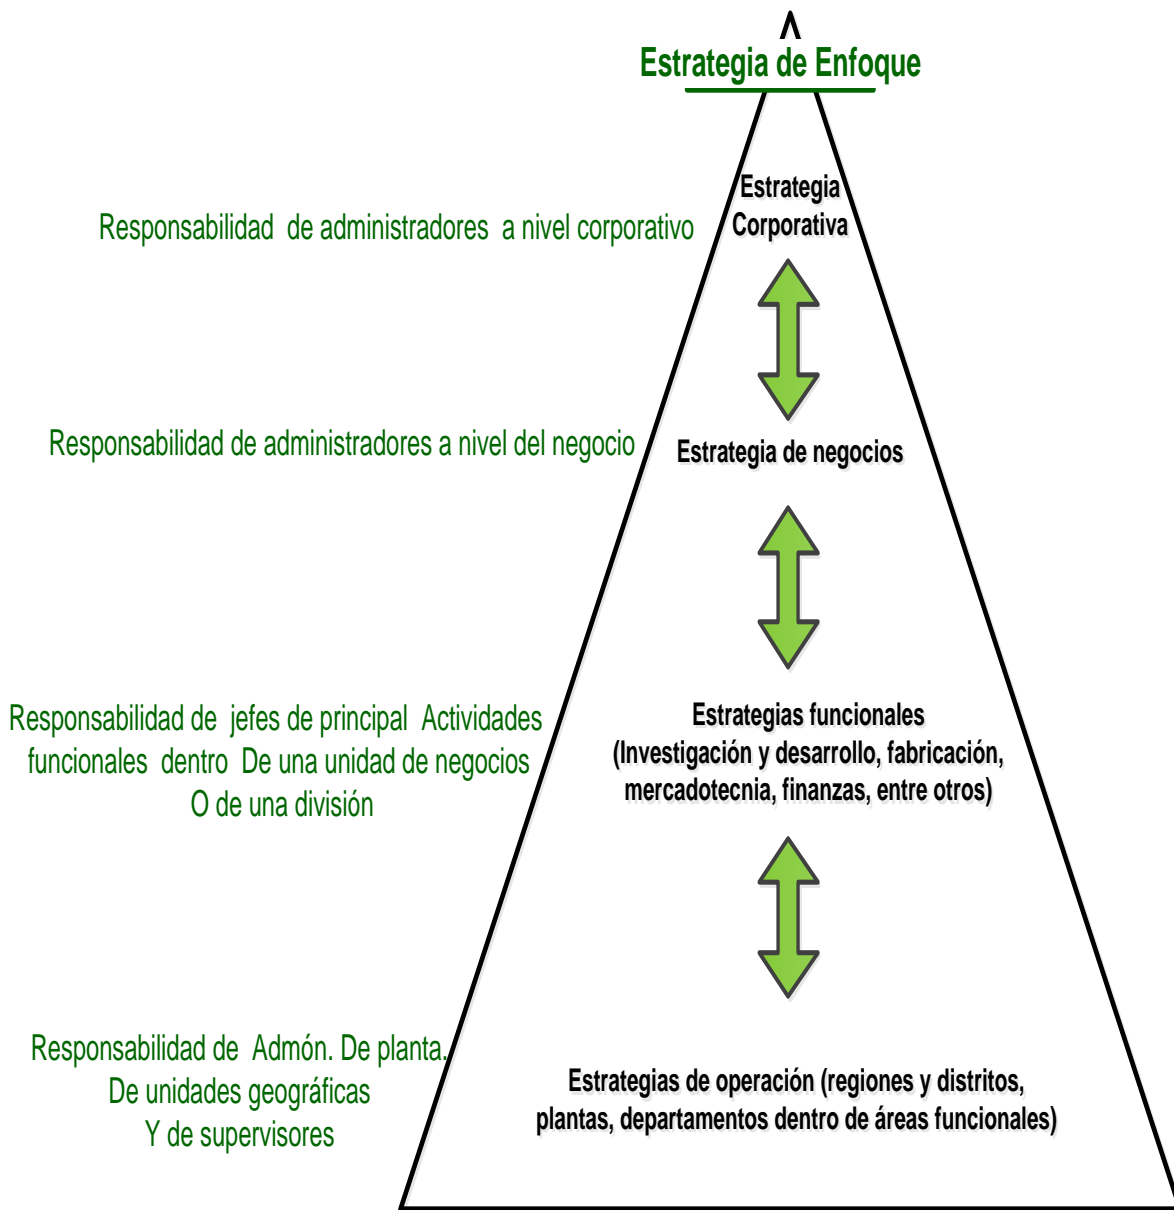 Estrategia de Enfoque
Estrategia
Corporativa
Responsabilidad de administradores a nivel corporativo
Responsabilidad de administradores a nivel del negocio
Estrategia de negocios
Responsabilidad de jefes de principal Actividades
funcionales dentro De una unidad de negocios
O de una división
Estrategias funcionales
(Investigación y desarrollo, fabricación,
mercadotecnia, finanzas, entre otros)
Responsabilidad de Admón. De planta.
De unidades geográficas
Y de supervisores
Estrategias de operación (regiones y distritos,
plantas, departamentos dentro de áreas funcionales)